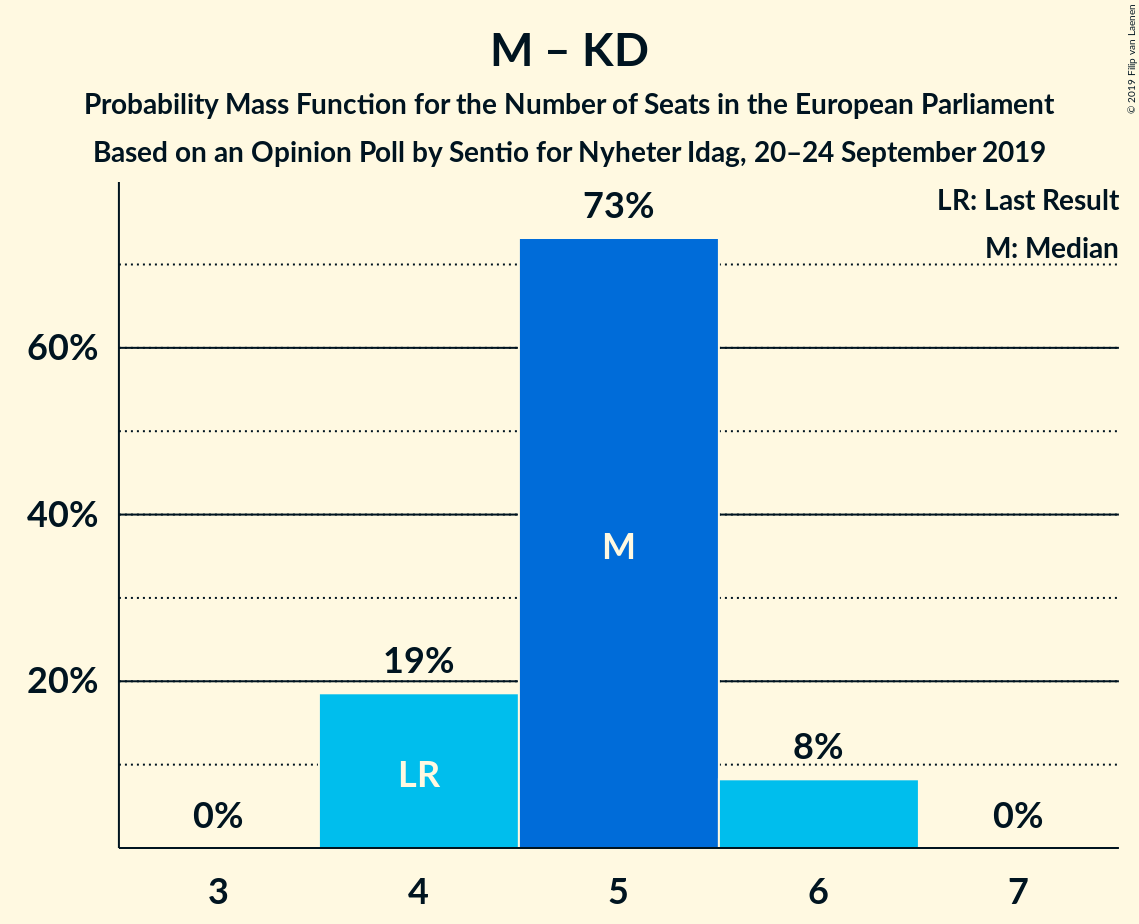 M – KD
Probability Mass Function for the Number of Seats in the European Parliament
Based on an Opinion Poll by Sentio for Nyheter Idag, 20–24 September 2019
© 2019 Filip van Laenen
LR: Last Result
M: Median
73%
60%
40%
M
19%
20%
8%
LR
0%
0%
3 4 5 6 7